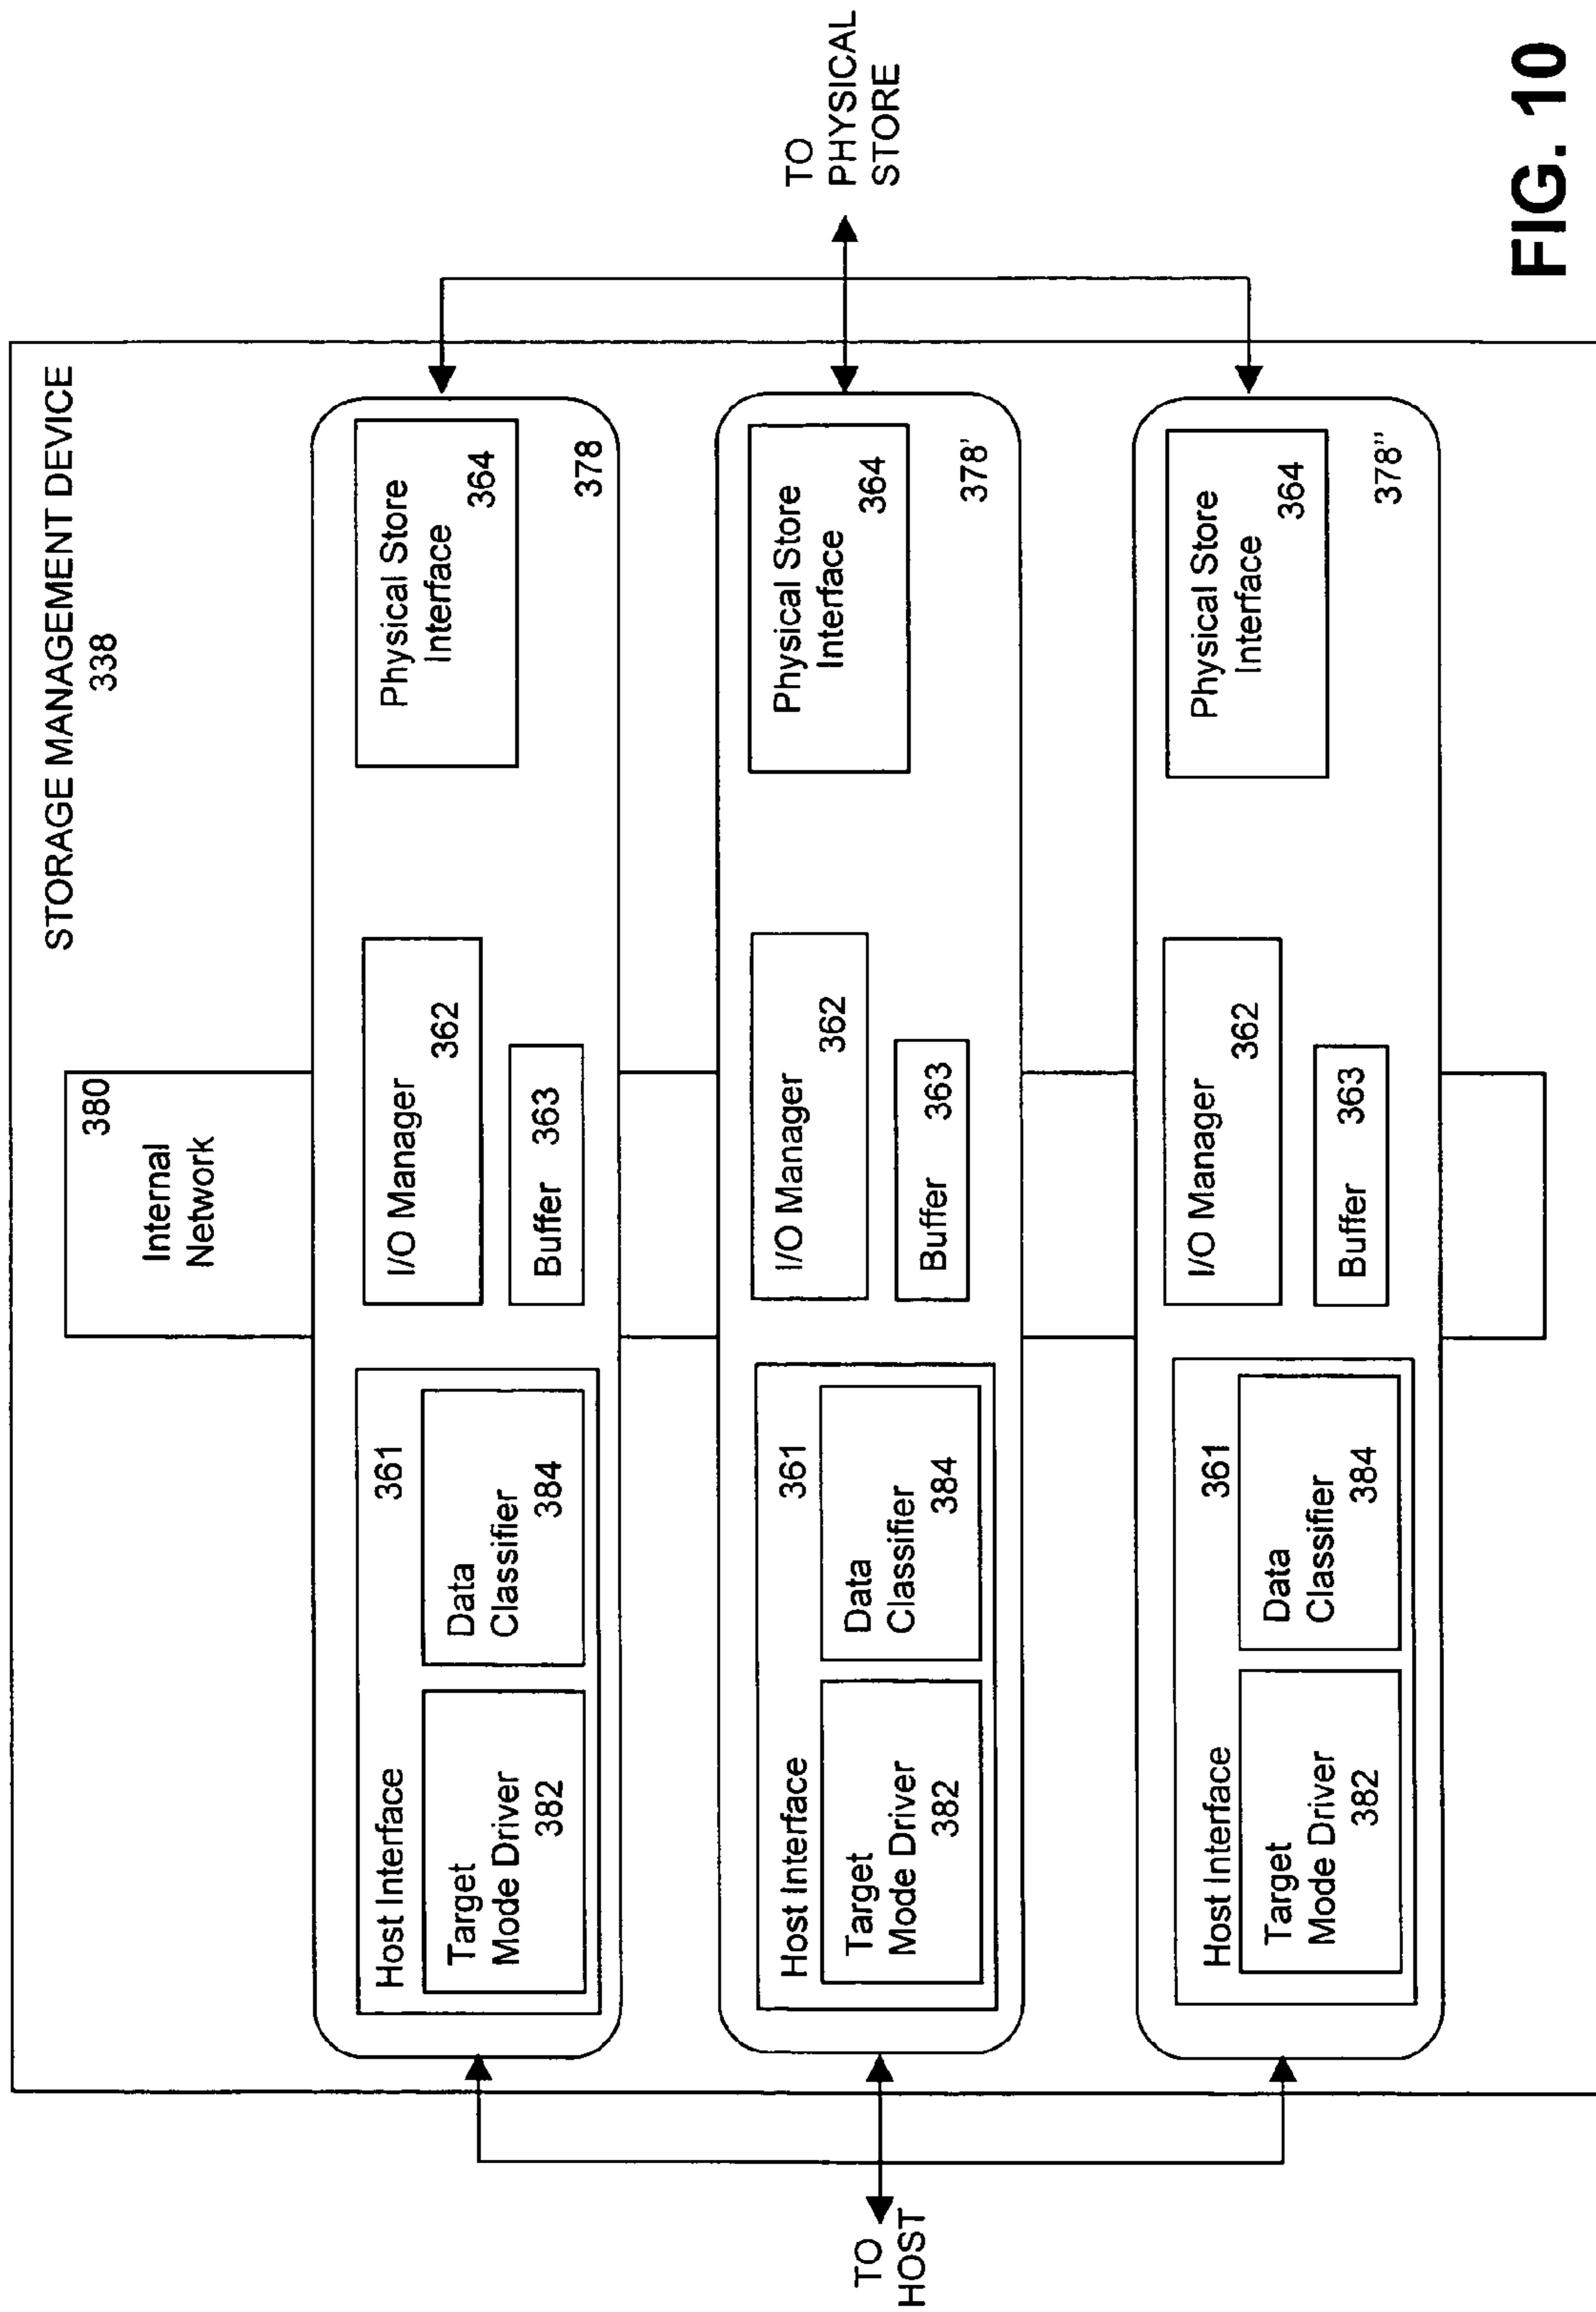 STORAGE MANAGEMENT DEVICE
338
380
Internal
Network
Host Interface 361
Target
Mode Driver
382
Data
Classifier
384
I/O Manager
362
Buffer 363
Physical Store
Interface
364
378
TO
HOST
Host Interface 361
Target
Mode Driver
382
Data
Classifier
384
I/O Manager
362
Buffer 363
Physical Store
Interface
364
378'
TO
PHYSICAL
STORE
Host Interface 361
Target
Mode Driver
382
Data
Classifier
384
I/O Manager
362
Buffer 363
Physical Store
Interface
364
378''
FIG. 10